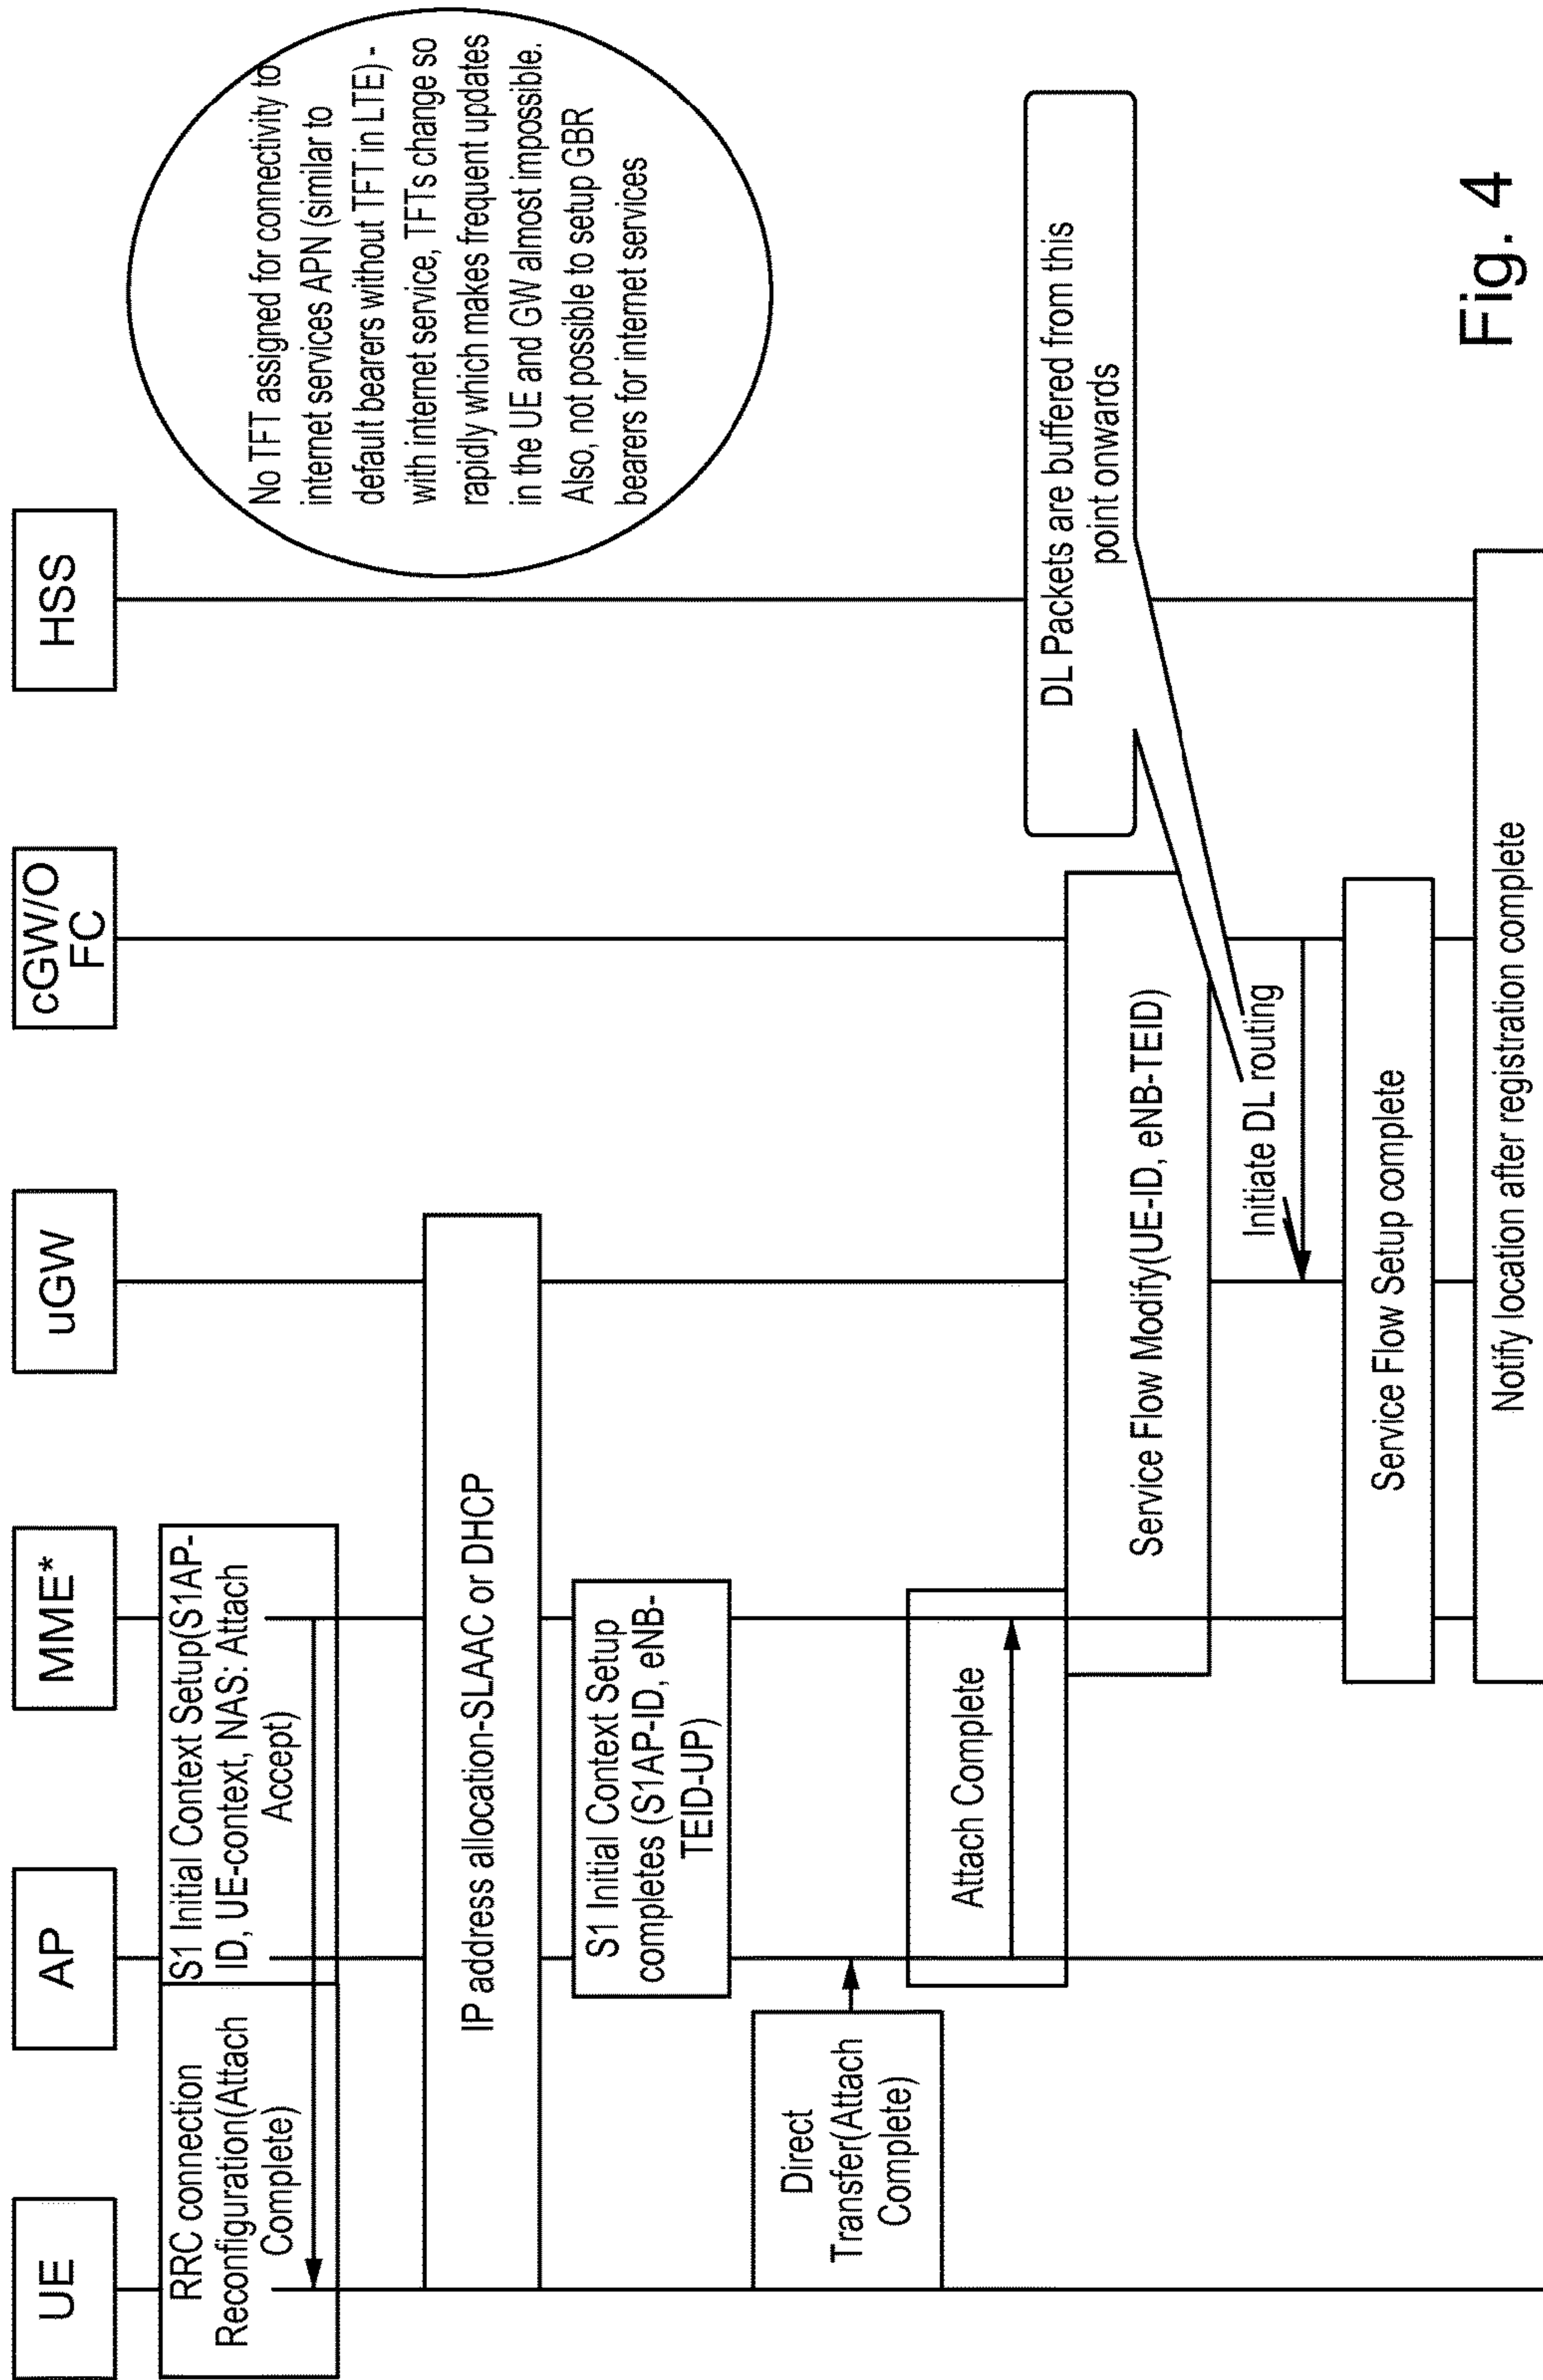 UE
AP
MME*
uGW
cGW/O
FC
HSS
RRC connection
Reconfiguration(Attach
Complete)
S1 Initial Context Setup(S1AP-
ID, UE-context, NAS: Attach
Accept)
No TFT assigned for connectivity to
internet services APN (similar to
default bearers without TFT in LTE) -
with internet service, TFTs change so
rapidly which makes frequent updates
in the UE and GW almost impossible.
Also, not possible to setup GBR
bearers for internet services
IP address allocation-SLAAC or DHCP
S1 Initial Context Setup
completes (S1AP-ID, eNB-
TEID-UP)
Direct
Transfer(Attach
Complete)
Attach Complete
DL Packets are buffered from this
point onwards
Service Flow Modify(UE-ID, eNB-TEID)
Initiate DL routing
Service Flow Setup complete
Notify location after registration complete
Fig. 4